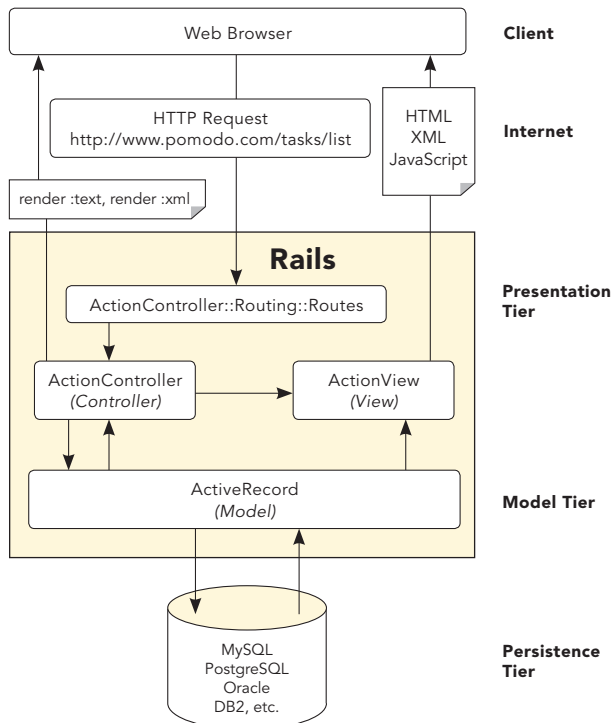 Web Browser
Client
HTTP Request
http://www.pomodo.com/tasks/list
HTML
XML
JavaScript
Internet
render :text, render :xml
Rails
ActionController::Routing::Routes
Presentation
Tier
ActionController
(Controller)
ActionView
(View)
ActiveRecord
(Model)
Model Tier
MySQL
PostgreSQL
Oracle
DB2, etc.
Persistence
Tier